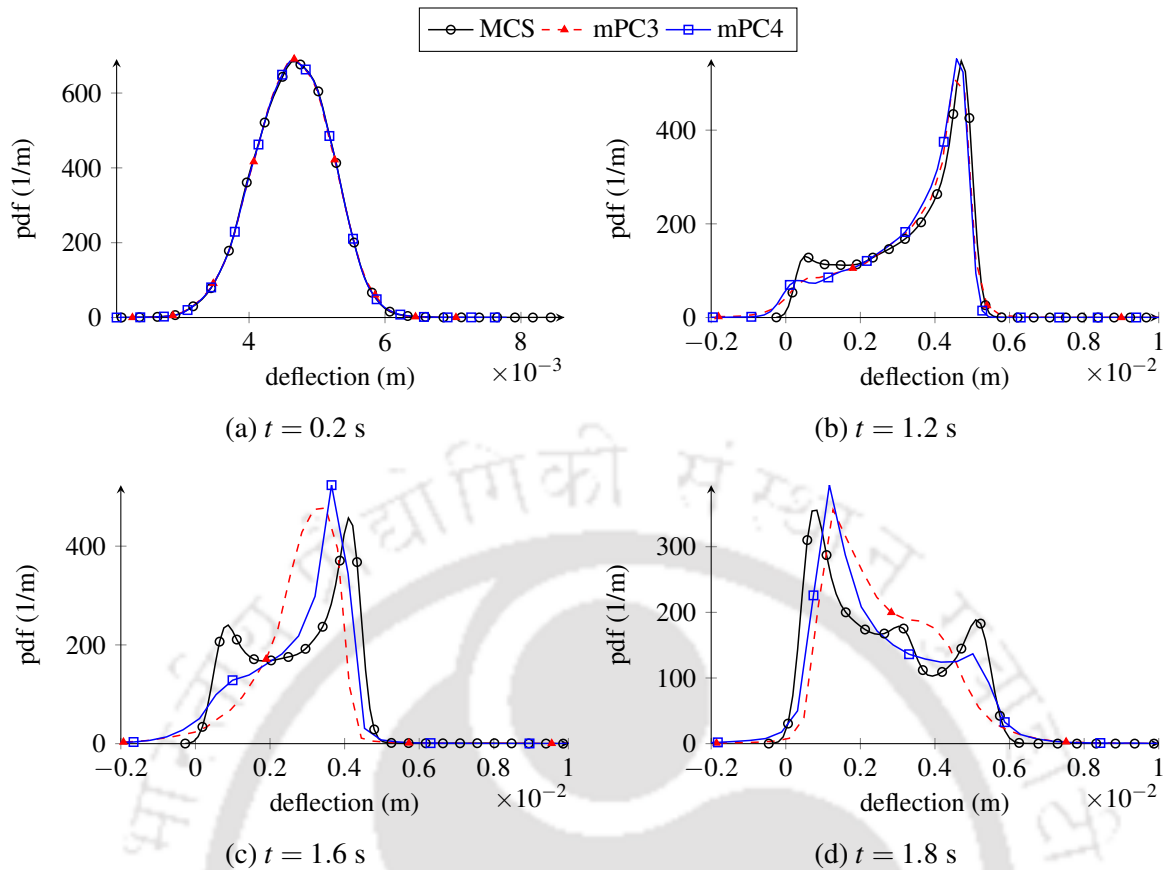 MCS mPC3 mPC4
600
400
200
0
4 6 8
×10⁻³
pdf (1/m)
deflection (m)
(a) t = 0.2 s
400
200
0
−0.2 0 0.2 0.4 0.6 0.8 1
×10⁻²
pdf (1/m)
deflection (m)
(b) t = 1.2 s
400
200
0
−0.2 0 0.2 0.4 0.6 0.8 1
×10⁻²
pdf (1/m)
deflection (m)
(c) t = 1.6 s
300
200
100
0
−0.2 0 0.2 0.4 0.6 0.8 1
×10⁻²
pdf (1/m)
deflection (m)
(d) t = 1.8 s